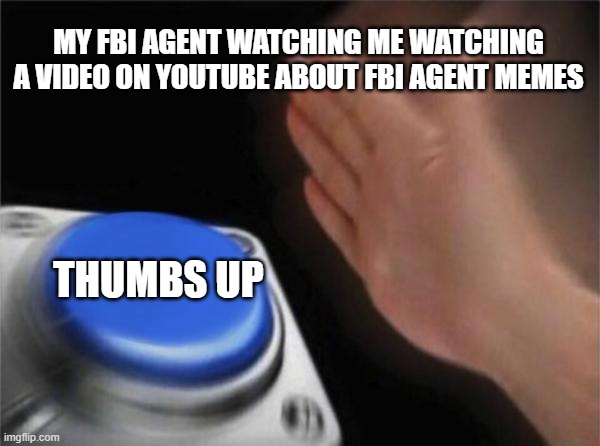 MY FBI AGENT WATCHING ME WATCHING
A VIDEO ON YOUTUBE ABOUT FBI AGENT MEMES
THUMBS UP
imgflip.com